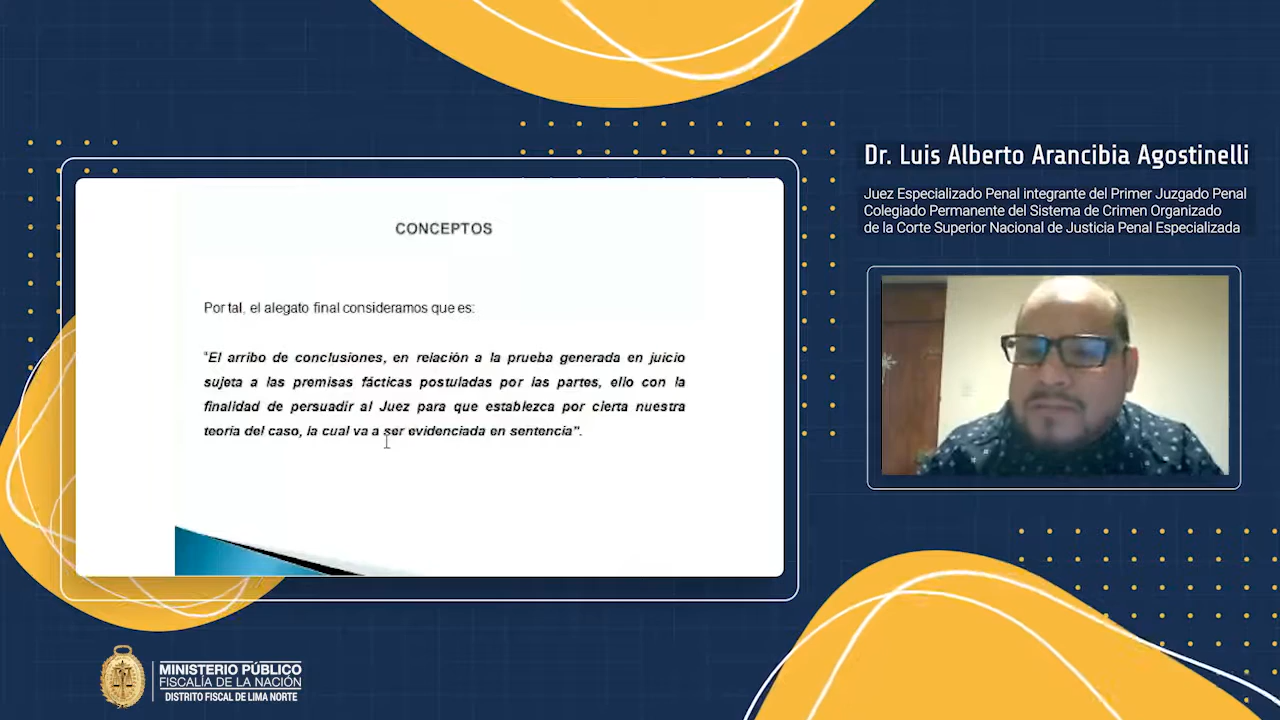 CONCEPTOS
Por tal, el alegato final consideramos que es:
"El arribo de conclusiones, en relación a la prueba generada en juicio
sujeta a las premisas fácticas postuladas por las partes, ello con la
finalidad de persuadir al Juez para que establezca por cierta nuestra
teoría del caso, la cual va a ser evidenciada en sentencia".
Dr. Luis Alberto Arancibia Agostinelli
Juez Especializado Penal integrante del Primer Juzgado Penal
Colegiado Permanente del Sistema de Crimen Organizado
de la Corte Superior Nacional de Justicia Penal Especializada
MINISTERIO PÚBLICO
FISCALÍA DE LA NACIÓN
DISTRITO FISCAL DE LIMA NORTE